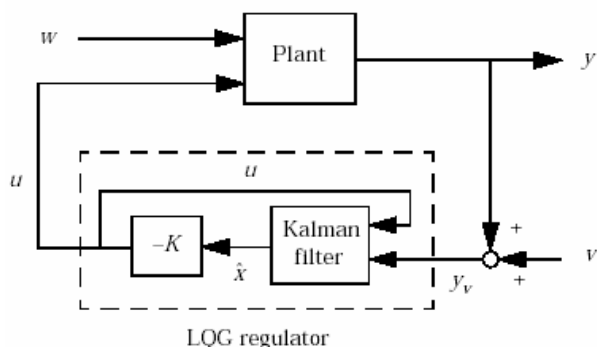 w
Plant
y
u
u
–K
x̂
Kalman
filter
+
v
y_v
+
LQG regulator